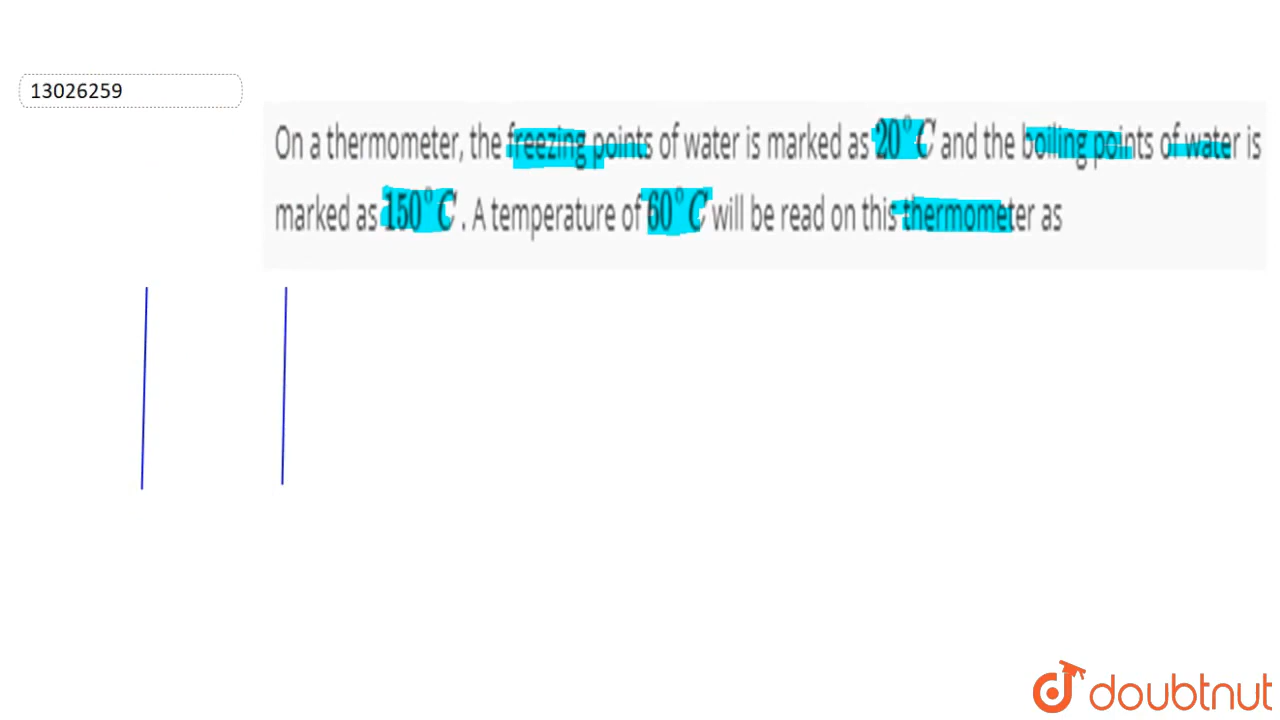 13026259
On a thermometer, the freezing points of water is marked as 20° C and the boiling points of water is
marked as 150° C . A temperature of 60° C will be read on this thermometer as
doubtnut